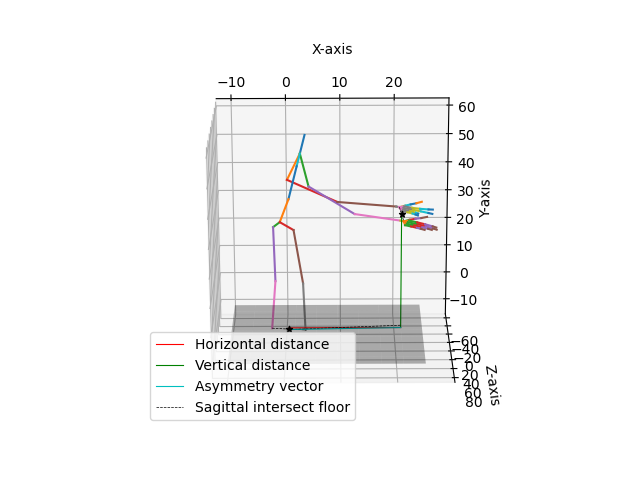 X-axis
−10 0 10 20
60
50
40
30
20
10
0
−10
Y-axis
−60
−40
−20
0
20
40
60
80
Z-axis
Horizontal distance
Vertical distance
Asymmetry vector
Sagittal intersect floor